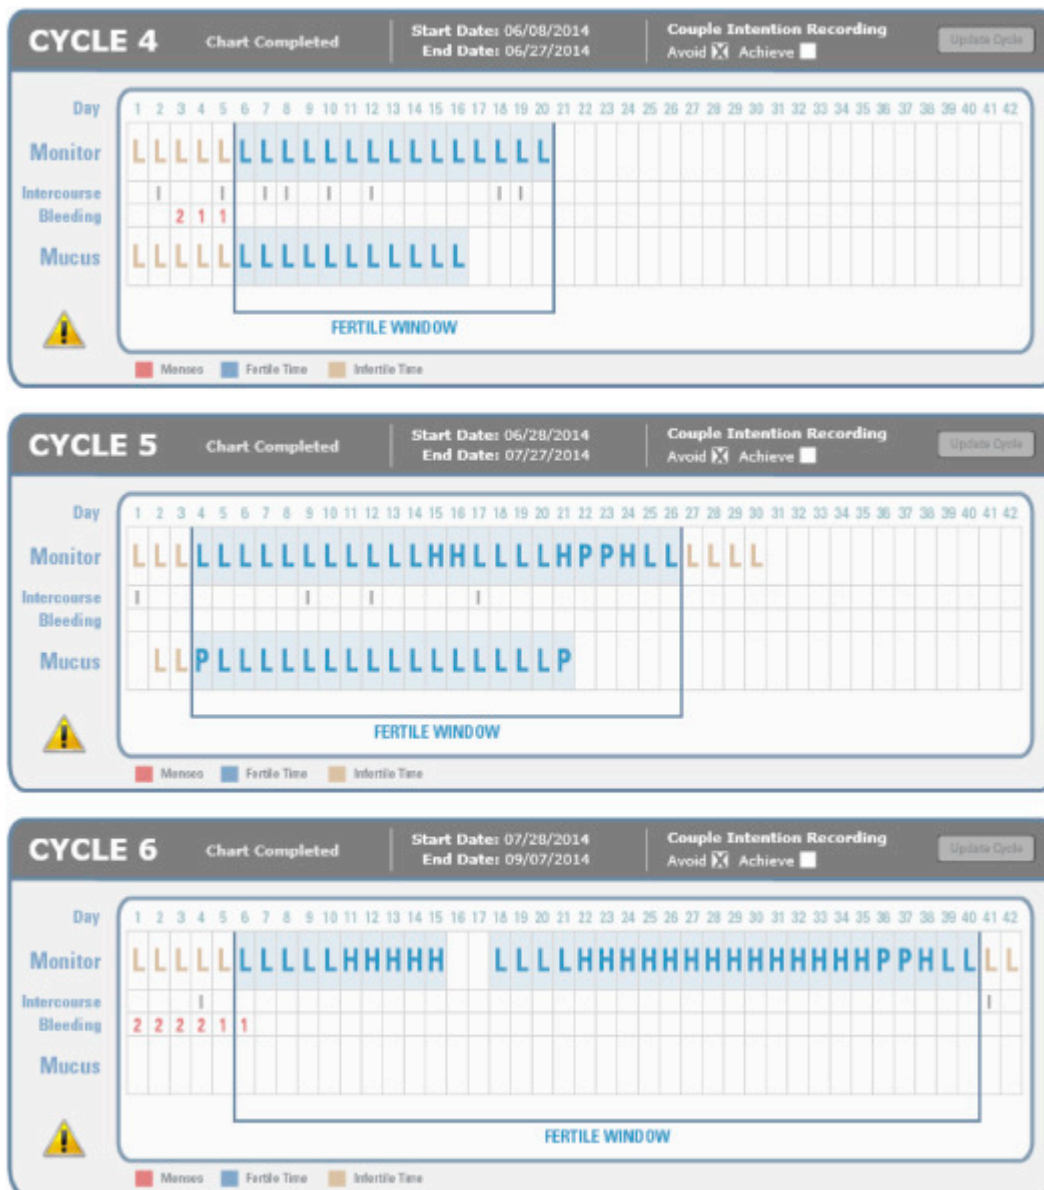 CYCLE 4 Chart Completed Start Date: 06/08/2014 Couple Intention Recording Update Cycle
End Date: 06/27/2014 Avoid X Achieve
Day 1 2 3 4 5 6 7 8 9 10 11 12 13 14 15 16 17 18 19 20 21 22 23 24 25 26 27 28 29 30 31 32 33 34 35 36 37 38 39 40 41 42
Monitor L L L L L L L L L L L L L L L L L L L L
Intercourse I I I I I I I I
Bleeding 2 1 1
Mucus L L L L L L L L L L L L L L L L
FERTILE WINDOW
Menses Fertile Time Infertile Time
CYCLE 5 Chart Completed Start Date: 06/28/2014 Couple Intention Recording Update Cycle
End Date: 07/27/2014 Avoid X Achieve
Day 1 2 3 4 5 6 7 8 9 10 11 12 13 14 15 16 17 18 19 20 21 22 23 24 25 26 27 28 29 30 31 32 33 34 35 36 37 38 39 40 41 42
Monitor L L L L L L L L L L L L L L H H L L L L H P P H L L L L L L
Intercourse I I I I
Bleeding
Mucus L L P L L L L L L L L L L L L L L L L P
FERTILE WINDOW
Menses Fertile Time Infertile Time
CYCLE 6 Chart Completed Start Date: 07/28/2014 Couple Intention Recording Update Cycle
End Date: 09/07/2014 Avoid X Achieve
Day 1 2 3 4 5 6 7 8 9 10 11 12 13 14 15 16 17 18 19 20 21 22 23 24 25 26 27 28 29 30 31 32 33 34 35 36 37 38 39 40 41 42
Monitor L L L L L L L L L L H H H H H L L L L H H H H H H H H H H H H H H P P H L L L L
Intercourse I I
Bleeding 2 2 2 2 1 1
Mucus
FERTILE WINDOW
Menses Fertile Time Infertile Time